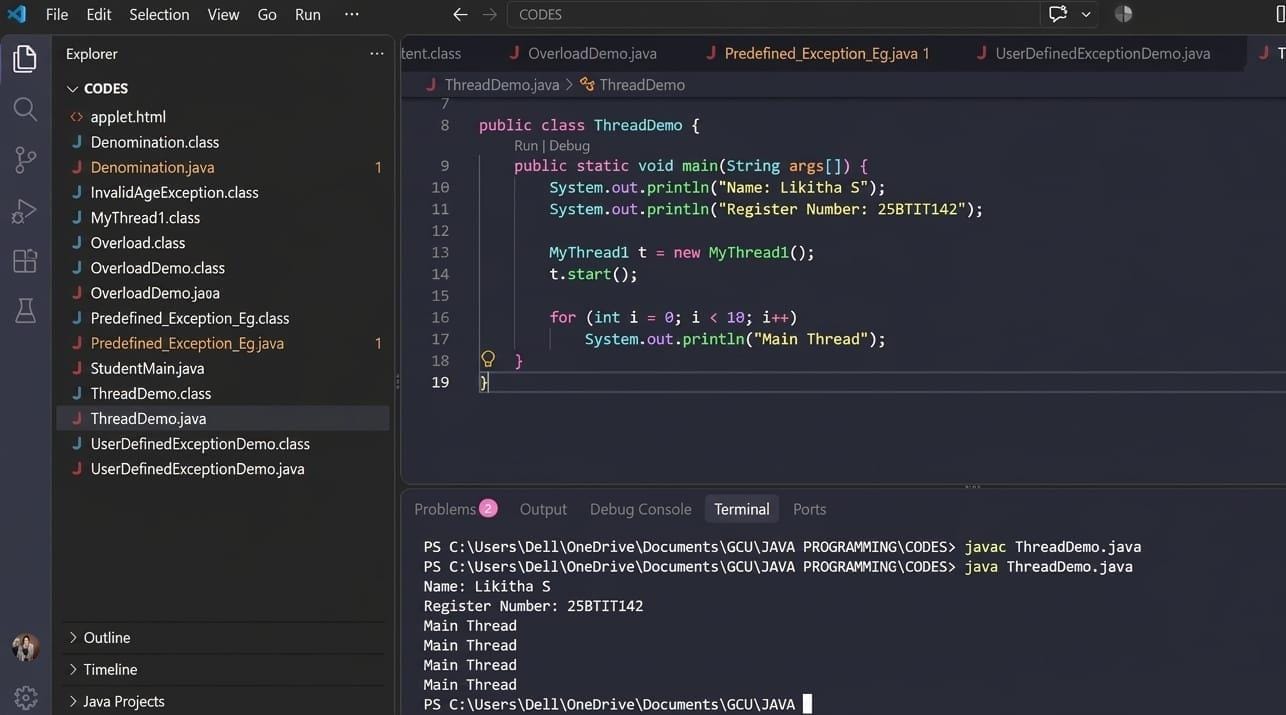 File Edit Selection View Go Run ··· CODES
Explorer ···
CODES
applet.html
Denomination.class
Denomination.java 1
InvalidAgeException.class
MyThread1.class
Overload.class
OverloadDemo.class
OverloadDemo.java
Predefined_Exception_Eg.class
Predefined_Exception_Eg.java 1
StudentMain.java
ThreadDemo.class
ThreadDemo.java
UserDefinedExceptionDemo.class
UserDefinedExceptionDemo.java
Outline
Timeline
Java Projects
tent.class OverloadDemo.java Predefined_Exception_Eg.java 1 UserDefinedExceptionDemo.java T
ThreadDemo.java > ThreadDemo
7
8 public class ThreadDemo {
Run | Debug
9 public static void main(String args[]) {
10 System.out.println("Name: Likitha S");
11 System.out.println("Register Number: 25BTIT142");
12
13 MyThread1 t = new MyThread1();
14 t.start();
15
16 for (int i = 0; i < 10; i++)
17 System.out.println("Main Thread");
18 }
19 }
Problems 2 Output Debug Console Terminal Ports
PS C:\Users\Dell\OneDrive\Documents\GCU\JAVA PROGRAMMING\CODES> javac ThreadDemo.java
PS C:\Users\Dell\OneDrive\Documents\GCU\JAVA PROGRAMMING\CODES> java ThreadDemo.java
Name: Likitha S
Register Number: 25BTIT142
Main Thread
Main Thread
Main Thread
Main Thread
PS C:\Users\Dell\OneDrive\Documents\GCU\JAVA